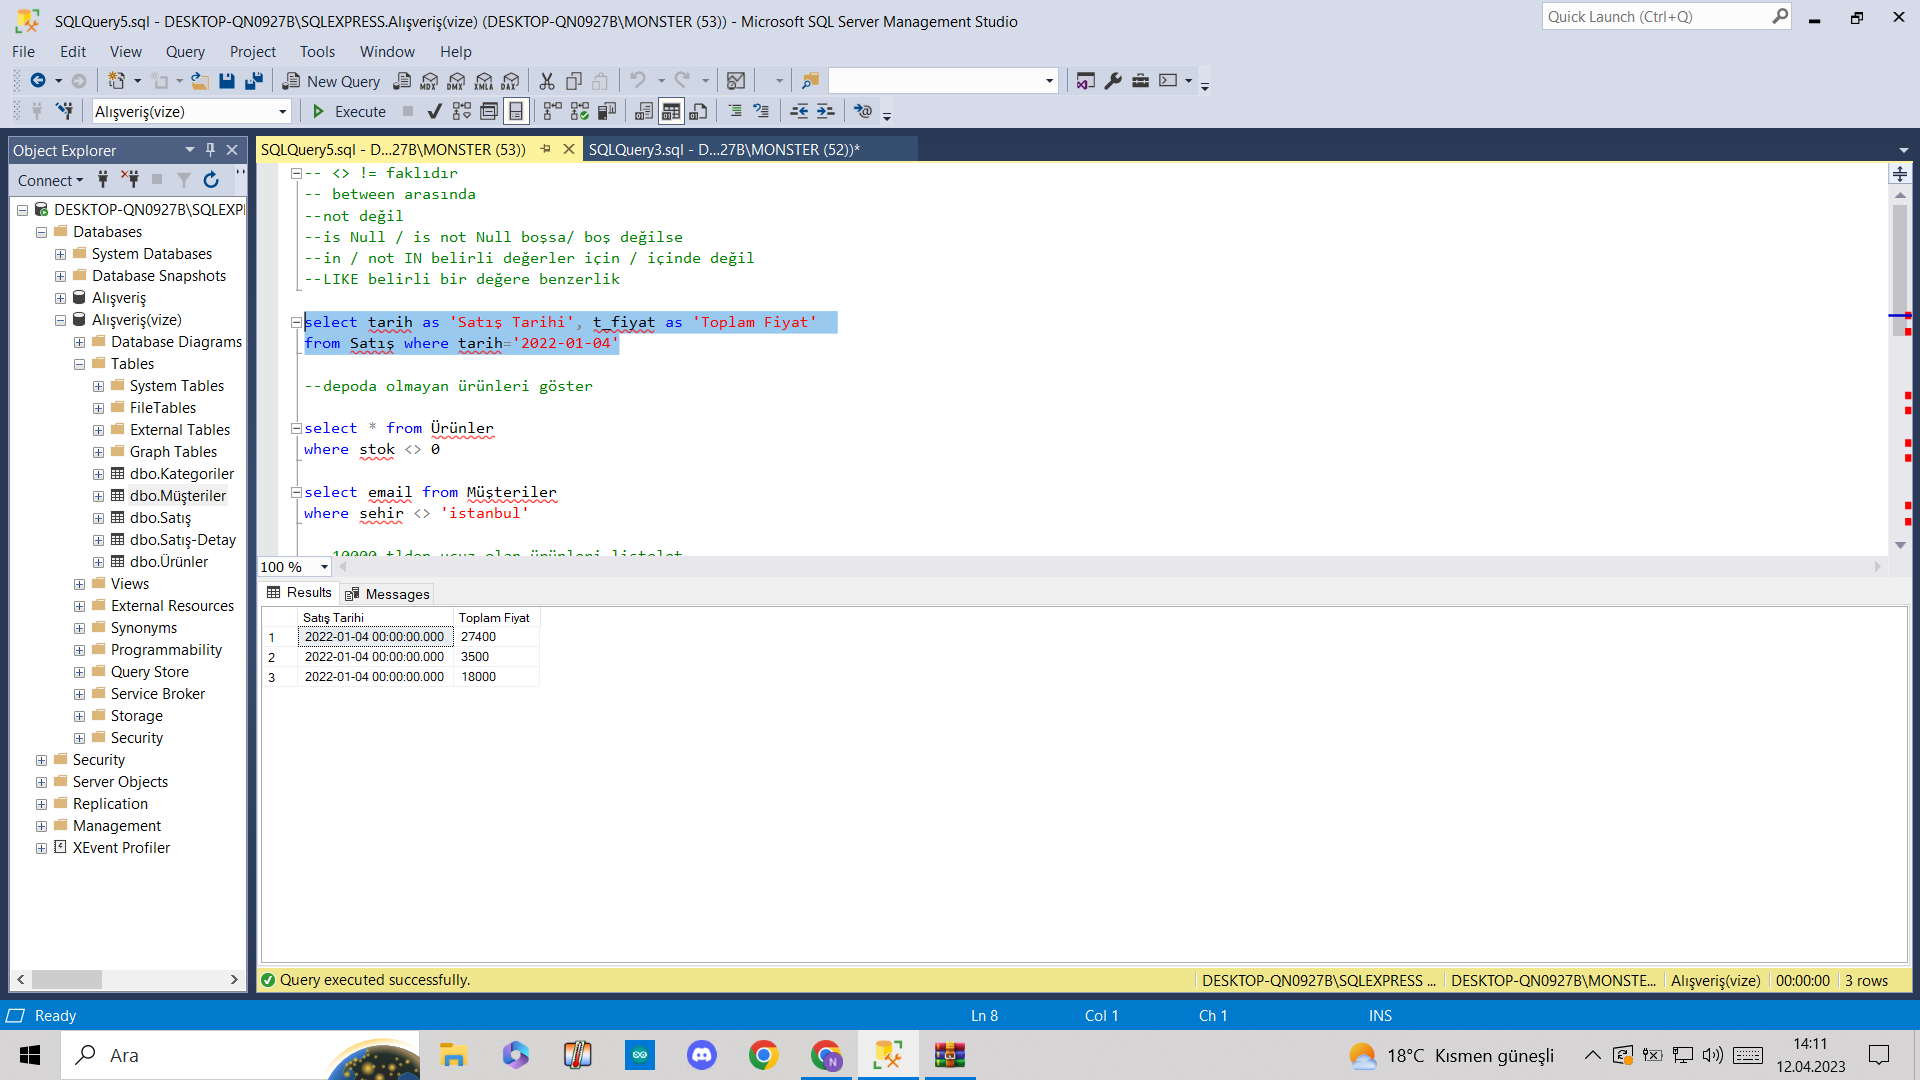 SQLQuery5.sql - DESKTOP-QN0927B\SQLEXPRESS.Alışveriş(vize) (DESKTOP-QN0927B\MONSTER (53)) - Microsoft SQL Server Management Studio
Quick Launch (Ctrl+Q)
File Edit View Query Project Tools Window Help
New Query MDX DMX XMLA DAX
Alışveriş(vize) Execute
Object Explorer
Connect
DESKTOP-QN0927B\SQLEXPI
Databases
System Databases
Database Snapshots
Alışveriş
Alışveriş(vize)
Database Diagrams
Tables
System Tables
FileTables
External Tables
Graph Tables
dbo.Kategoriler
dbo.Müşteriler
dbo.Satış
dbo.Satış-Detay
dbo.Ürünler
Views
External Resources
Synonyms
Programmability
Query Store
Service Broker
Storage
Security
Security
Server Objects
Replication
Management
XEvent Profiler
SQLQuery5.sql - D...27B\MONSTER (53))
SQLQuery3.sql - D...27B\MONSTER (52))*
-- <> != faklıdır
-- between arasında
--not değil
--is Null / is not Null boşsa/ boş değilse
--in / not IN belirli değerler için / içinde değil
--LIKE belirli bir değere benzerlik
select tarih as 'Satış Tarihi', t_fiyat as 'Toplam Fiyat'
from Satış where tarih='2022-01-04'
--depoda olmayan ürünleri göster
select * from Ürünler
where stok <> 0
select email from Müşteriler
where sehir <> 'istanbul'
10000 tlden ucuz olan ürünleri listelet
100 %
Results Messages
Satış Tarihi Toplam Fiyat
1 2022-01-04 00:00:00.000 27400
2 2022-01-04 00:00:00.000 3500
3 2022-01-04 00:00:00.000 18000
Query executed successfully.
DESKTOP-QN0927B\SQLEXPRESS ... DESKTOP-QN0927B\MONSTE... Alışveriş(vize) 00:00:00 3 rows
Ready Ln 8 Col 1 Ch 1 INS
Ara
N
18°C Kısmen güneşli
14:11
12.04.2023